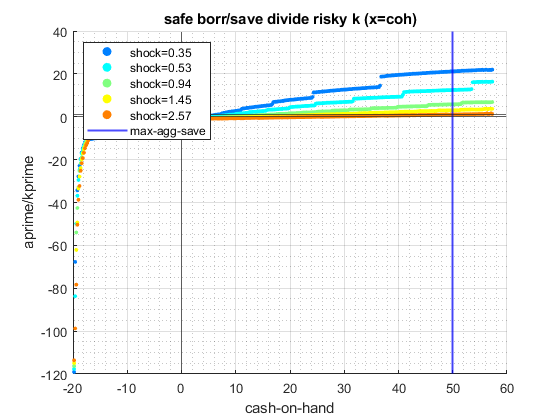 safe borr/save divide risky k (x=coh)
40
20
0
-20
-40
-60
-80
-100
-120
aprime/kprime
shock=0.35
shock=0.53
shock=0.94
shock=1.45
shock=2.57
max-agg-save
-20 -10 0 10 20 30 40 50 60
cash-on-hand